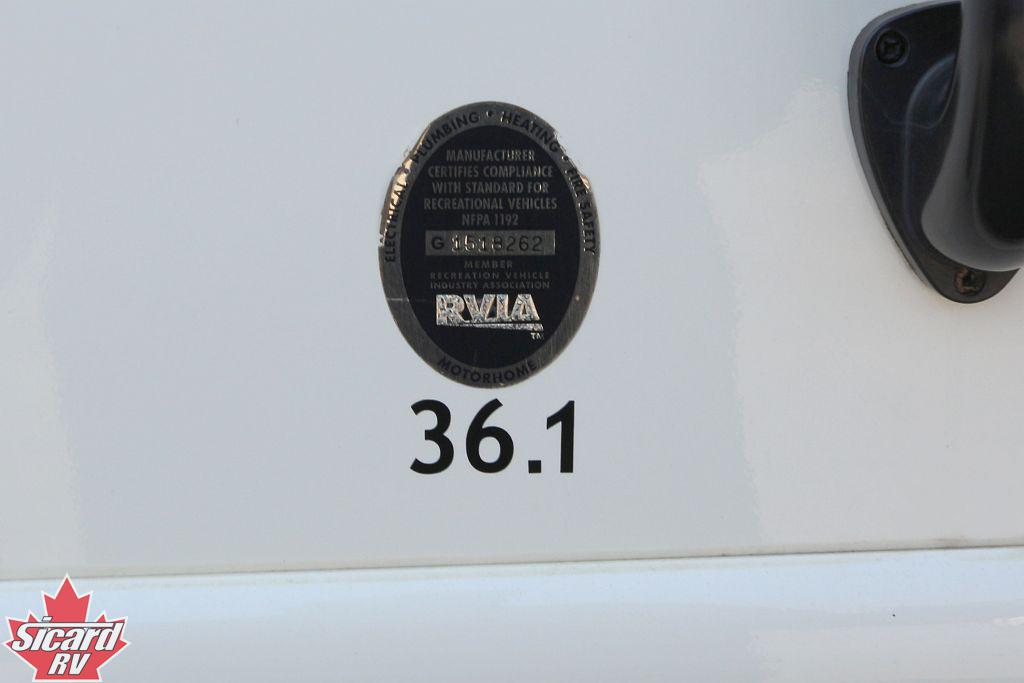 ELECTRICAL • PLUMBING • HEATING • FIRE SAFETY
MANUFACTURER
CERTIFIES COMPLIANCE
WITH STANDARD FOR
RECREATIONAL VEHICLES
NFPA 1192
G 1518262
MEMBER
RECREATION VEHICLE
INDUSTRY ASSOCIATION
RVIA
TM
MOTORHOME
36.1
Sicard
RV